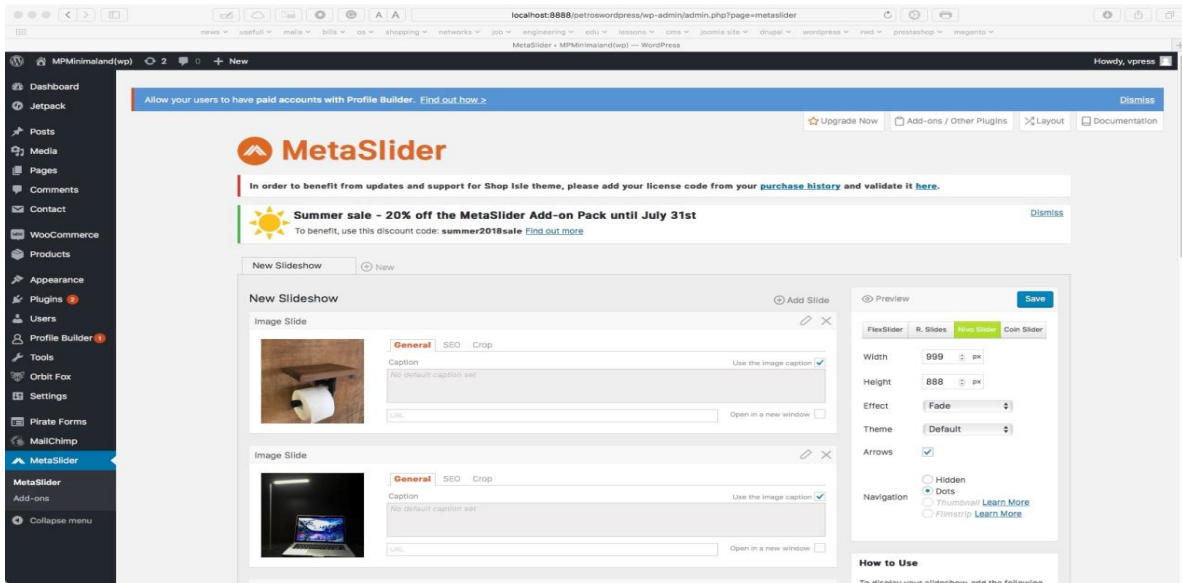 localhost:8888/petroswordpress/wp-admin/admin.php?page=metaslider
news usefull mails bills os shopping networks job engineering edu lessons cms joomla site drupal wordpress rwd prestashop magento
MetaSlider ‹ MPMinimaland(wp) — WordPress
MPMinimaland(wp) 2 0 + New Howdy, vpress
Dashboard
Jetpack
Posts
Media
Pages
Comments
Contact
WooCommerce
Products
Appearance
Plugins 2
Users
Profile Builder 1
Tools
Orbit Fox
Settings
Pirate Forms
MailChimp
MetaSlider
MetaSlider
Add-ons
Collapse menu
Allow your users to have paid accounts with Profile Builder. Find out how > Dismiss
Upgrade Now Add-ons / Other Plugins Layout Documentation
MetaSlider
In order to benefit from updates and support for Shop Isle theme, please add your license code from your purchase history and validate it here.
Summer sale - 20% off the MetaSlider Add-on Pack until July 31st Dismiss
To benefit, use this discount code: summer2018sale Find out more
New Slideshow New
New Slideshow Add Slide
Image Slide
General SEO Crop
Caption Use the image caption
No default caption set
URL Open in a new window
Image Slide
General SEO Crop
Caption Use the image caption
No default caption set
URL Open in a new window
Preview Save
FlexSlider R. Slides Nivo Slider Coin Slider
Width 999 px
Height 888 px
Effect Fade
Theme Default
Arrows
Navigation
Hidden
Dots
Thumbnail Learn More
Filmstrip Learn More
How to Use
To display your slideshow, add the following